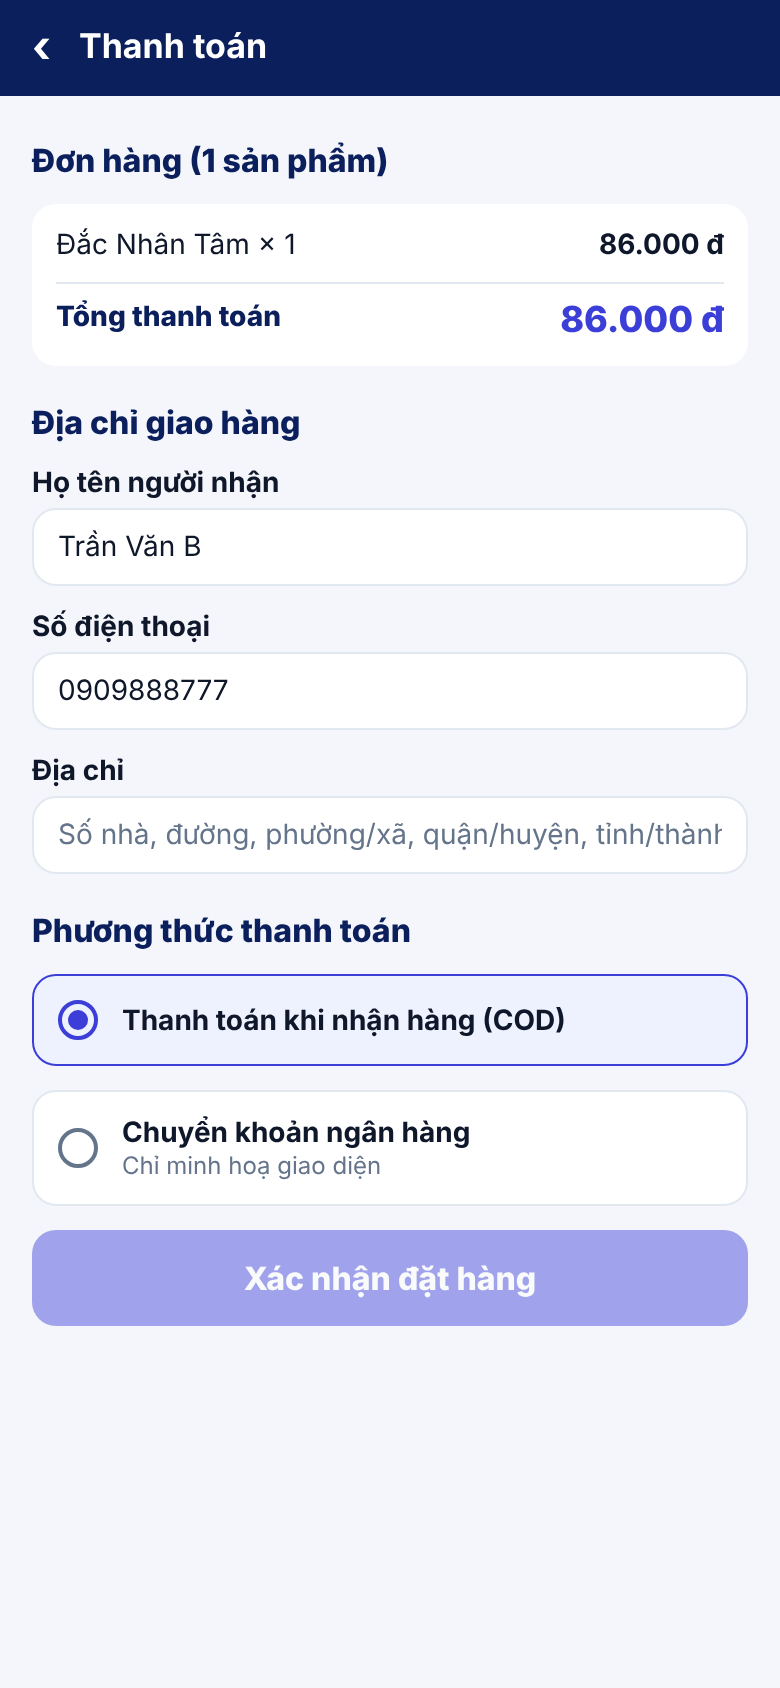 ‹ Thanh toán
Đơn hàng (1 sản phẩm)
Đắc Nhân Tâm × 1 86.000 đ
Tổng thanh toán 86.000 đ
Địa chỉ giao hàng
Họ tên người nhận
Trần Văn B
Số điện thoại
0909888777
Địa chỉ
Số nhà, đường, phường/xã, quận/huyện, tỉnh/thành
Phương thức thanh toán
Thanh toán khi nhận hàng (COD)
Chuyển khoản ngân hàng
Chỉ minh hoạ giao diện
Xác nhận đặt hàng